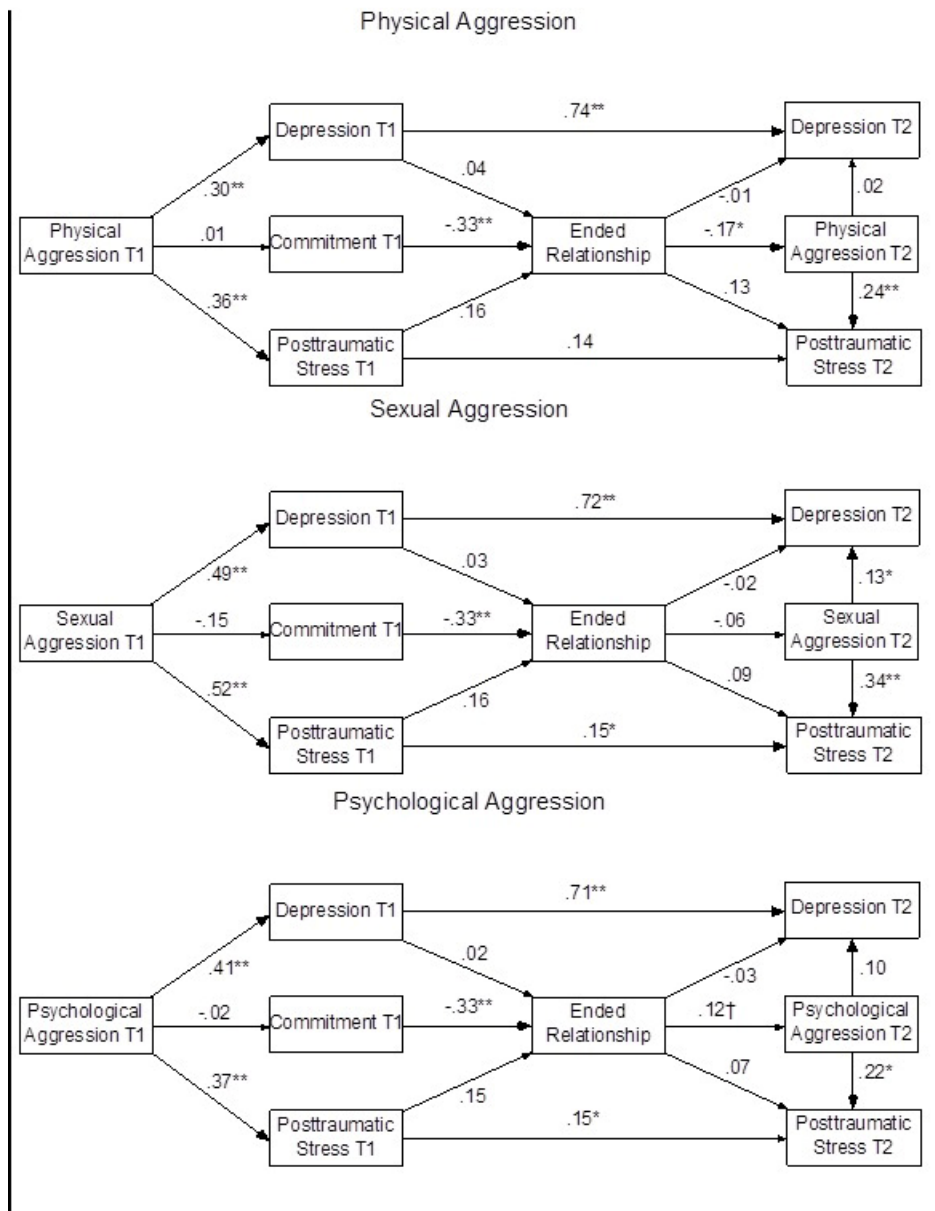 Physical Aggression
.74**
Depression T1
Depression T2
.04
.30**
-.01
.02
Physical
Aggression T1
.01
Commitment T1
-.33**
Ended
Relationship
-.17*
Physical
Aggression T2
.36**
.16
.13
.24**
Posttraumatic
Stress T1
.14
Posttraumatic
Stress T2
Sexual Aggression
.72**
Depression T1
Depression T2
.03
.49**
-.02
.13*
Sexual
Aggression T1
-.15
Commitment T1
-.33**
Ended
Relationship
-.06
Sexual
Aggression T2
.52**
.16
.09
.34**
Posttraumatic
Stress T1
.15*
Posttraumatic
Stress T2
Psychological Aggression
.71**
Depression T1
Depression T2
.02
.41**
-.03
.10
Psychological
Aggression T1
-.02
Commitment T1
-.33**
Ended
Relationship
.12†
Psychological
Aggression T2
.37**
.15
.07
.22*
Posttraumatic
Stress T1
.15*
Posttraumatic
Stress T2